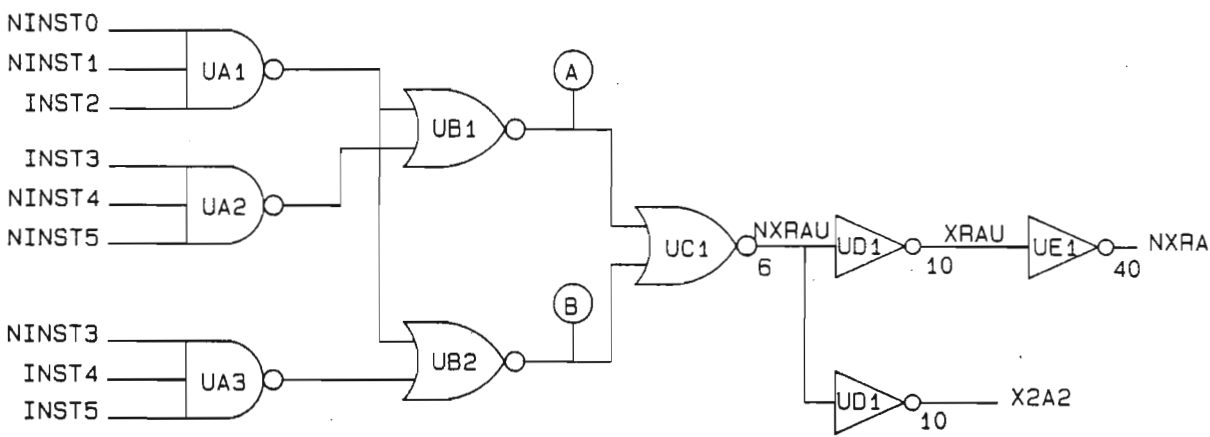 NINST0
NINST1
INST2
UA1
A
UB1
INST3
NINST4
NINST5
UA2
UC1
NXRAU
6
UD1
10
XRAU
UE1
40
NXRA
B
NINST3
INST4
INST5
UA3
UB2
UD1
10
X2A2